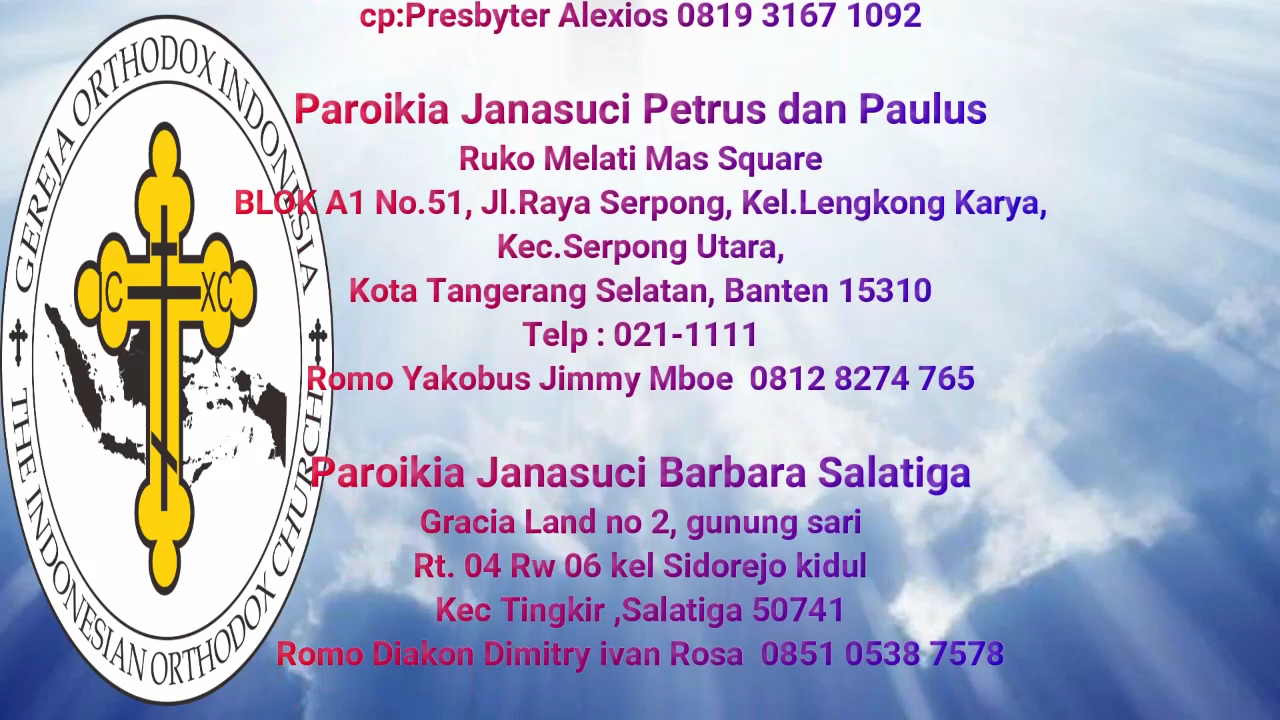 cp:Presbyter Alexios 0819 3167 1092
Paroikia Janasuci Petrus dan Paulus
Ruko Melati Mas Square
BLOK A1 No.51, Jl.Raya Serpong, Kel.Lengkong Karya,
Kec.Serpong Utara,
Kota Tangerang Selatan, Banten 15310
Telp : 021-1111
Romo Yakobus Jimmy Mboe  0812 8274 765
Paroikia Janasuci Barbara Salatiga
Gracia Land no 2, gunung sari
Rt. 04 Rw 06 kel Sidorejo kidul
Kec Tingkir ,Salatiga 50741
Romo Diakon Dimitry ivan Rosa  0851 0538 7578
GEREJA ORTHODOX INDONESIA
IC XC
THE INDONESIAN ORTHODOX CHURCH